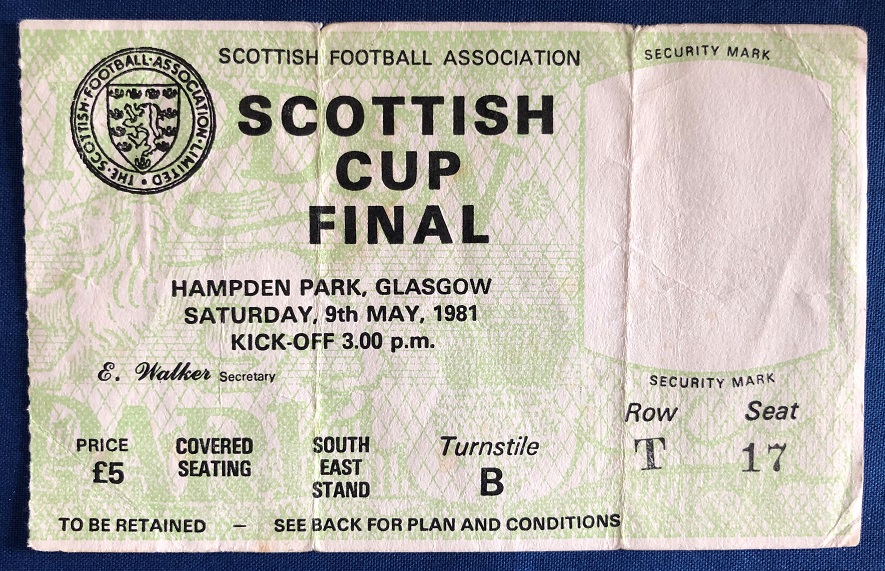 SCOTTISH FOOTBALL ASSOCIATION
SECURITY MARK
THE·SCOTTISH·FOOTBALL·ASSOCIATION·LIMITED·
SCOTTISH
CUP
FINAL
HAMPDEN PARK, GLASGOW
SATURDAY, 9th MAY, 1981
KICK-OFF 3.00 p.m.
E. Walker Secretary
SECURITY MARK
Row Seat
T 17
PRICE
£5
COVERED
SEATING
SOUTH
EAST
STAND
Turnstile
B
TO BE RETAINED – SEE BACK FOR PLAN AND CONDITIONS